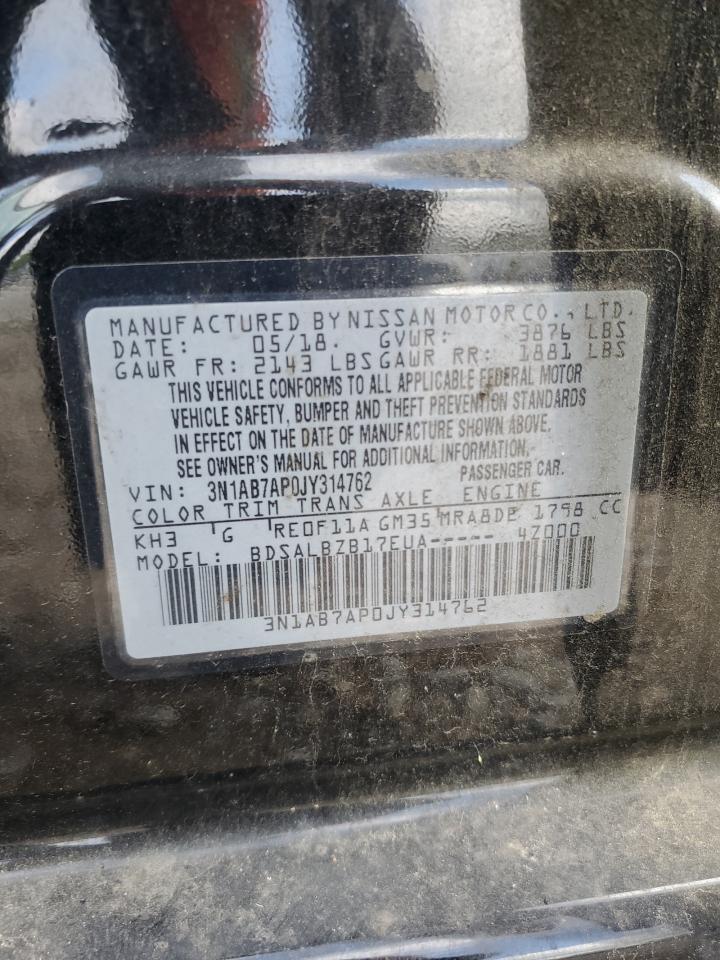 MANUFACTURED BY NISSAN MOTOR CO., LTD.
DATE: 05/18. GVWR: 3876 LBS
GAWR FR: 2143 LBS GAWR RR: 1881 LBS
THIS VEHICLE CONFORMS TO ALL APPLICABLE FEDERAL MOTOR
VEHICLE SAFETY, BUMPER AND THEFT PREVENTION STANDARDS
IN EFFECT ON THE DATE OF MANUFACTURE SHOWN ABOVE.
SEE OWNER'S MANUAL FOR ADDITIONAL INFORMATION.
VIN: 3N1AB7AP0JY314762 PASSENGER CAR.
COLOR TRIM TRANS AXLE ENGINE
KH3 G RE0F11A GM35 MRA8DE 1798 CC
MODEL: BDSALBZB17EUA----- 4Z000
3N1AB7AP0JY314762